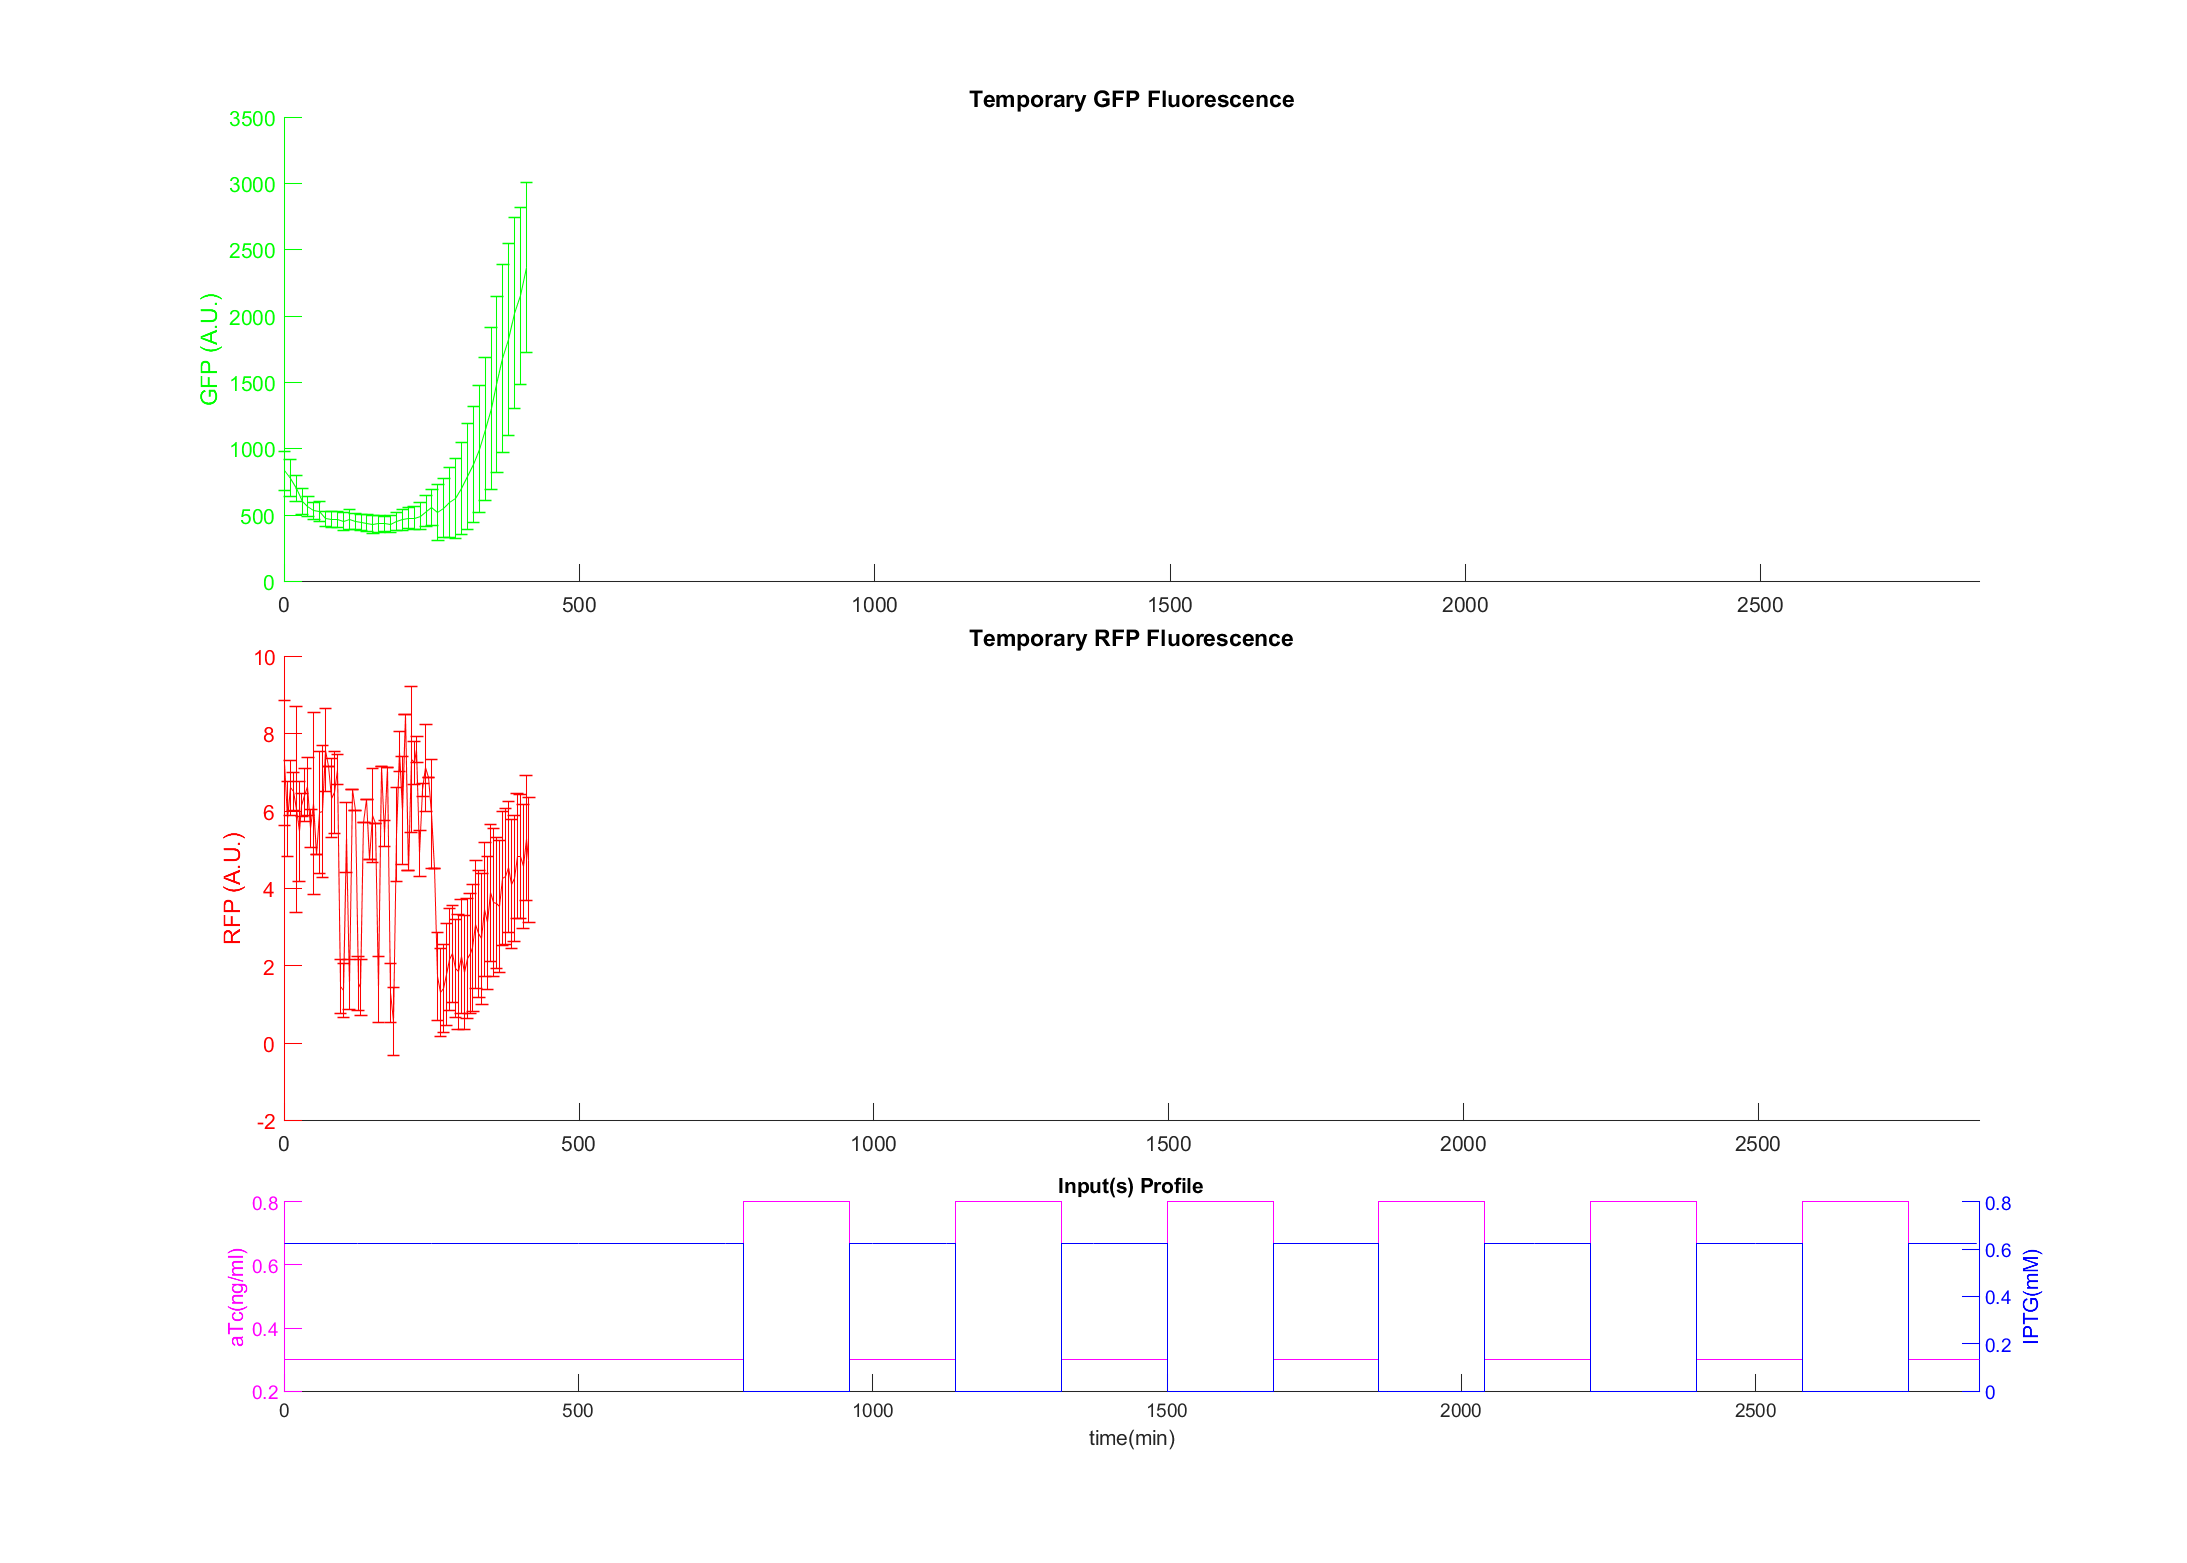 Temporary GFP Fluorescence
3500
3000
2500
2000
1500
1000
500
0
GFP (A.U.)
0 500 1000 1500 2000 2500
Temporary RFP Fluorescence
10
8
6
4
2
0
-2
RFP (A.U.)
0 500 1000 1500 2000 2500
Input(s) Profile
0.8
0.6
0.4
0.2
aTc(ng/ml)
0.8
0.6
0.4
0.2
0
IPTG(mM)
0 500 1000 1500 2000 2500
time(min)